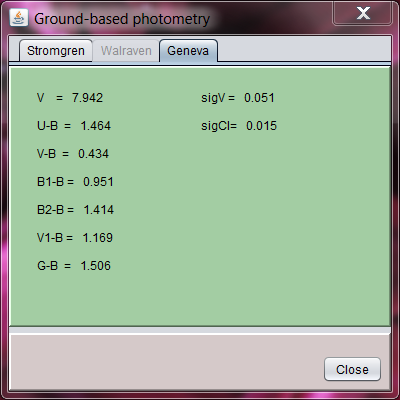 Ground-based photometry
Stromgren Walraven Geneva
V = 7.942 sigV = 0.051
U-B = 1.464 sigCI= 0.015
V-B = 0.434
B1-B = 0.951
B2-B = 1.414
V1-B = 1.169
G-B = 1.506
Close